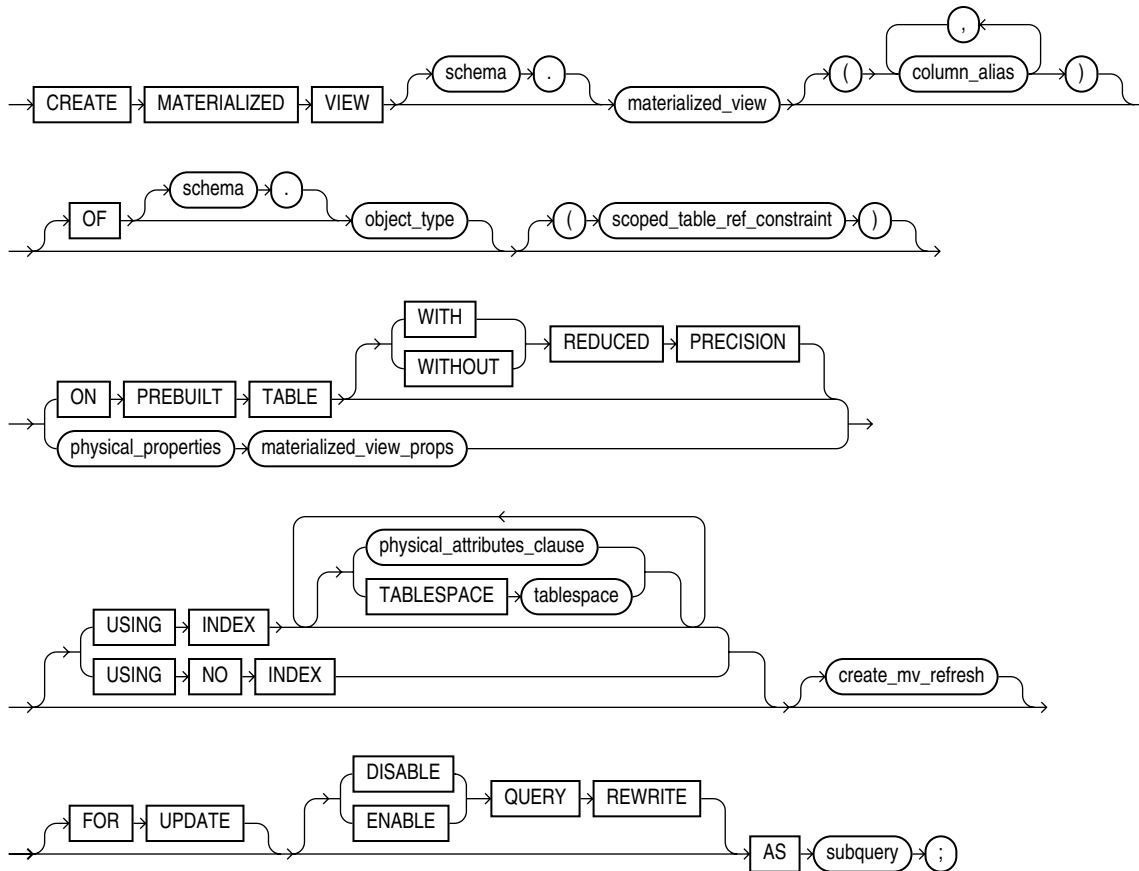 ,
schema . ( column_alias )
CREATE MATERIALIZED VIEW materialized_view
schema .
OF object_type ( scoped_table_ref_constraint )
WITH
REDUCED PRECISION
WITHOUT
ON PREBUILT TABLE
physical_properties materialized_view_props
physical_attributes_clause
TABLESPACE tablespace
USING INDEX
USING NO INDEX create_mv_refresh
DISABLE
FOR UPDATE QUERY REWRITE
ENABLE
AS subquery ;